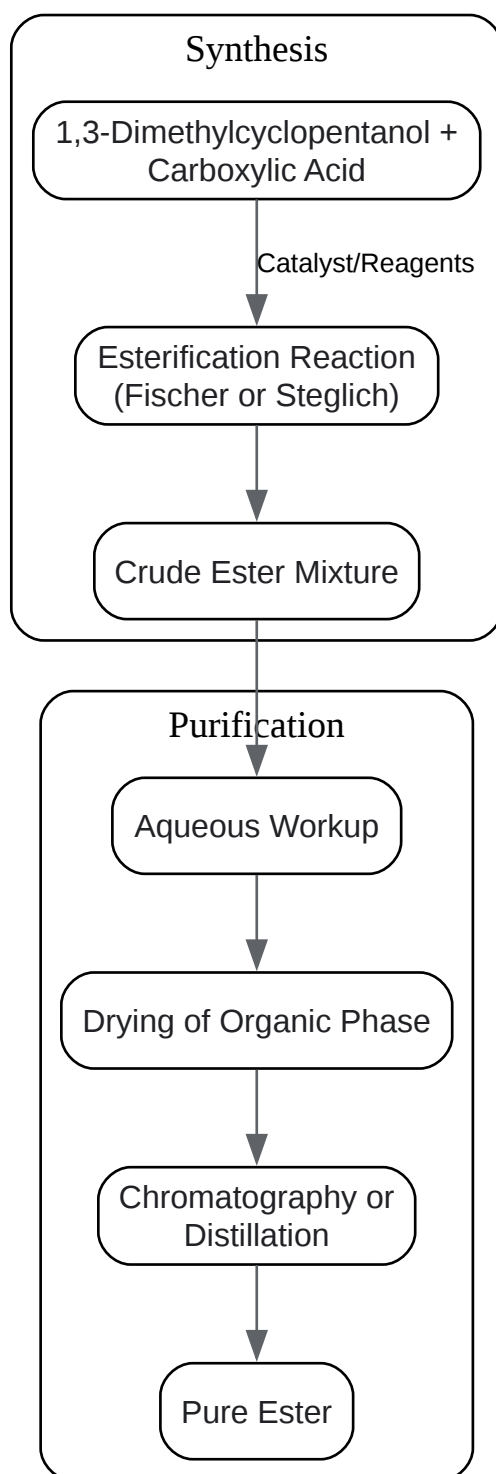 Synthesis
1,3-Dimethylcyclopentanol +
Carboxylic Acid
Catalyst/Reagents
Esterification Reaction
(Fischer or Steglich)
Crude Ester Mixture
Purification
Aqueous Workup
Drying of Organic Phase
Chromatography or
Distillation
Pure Ester